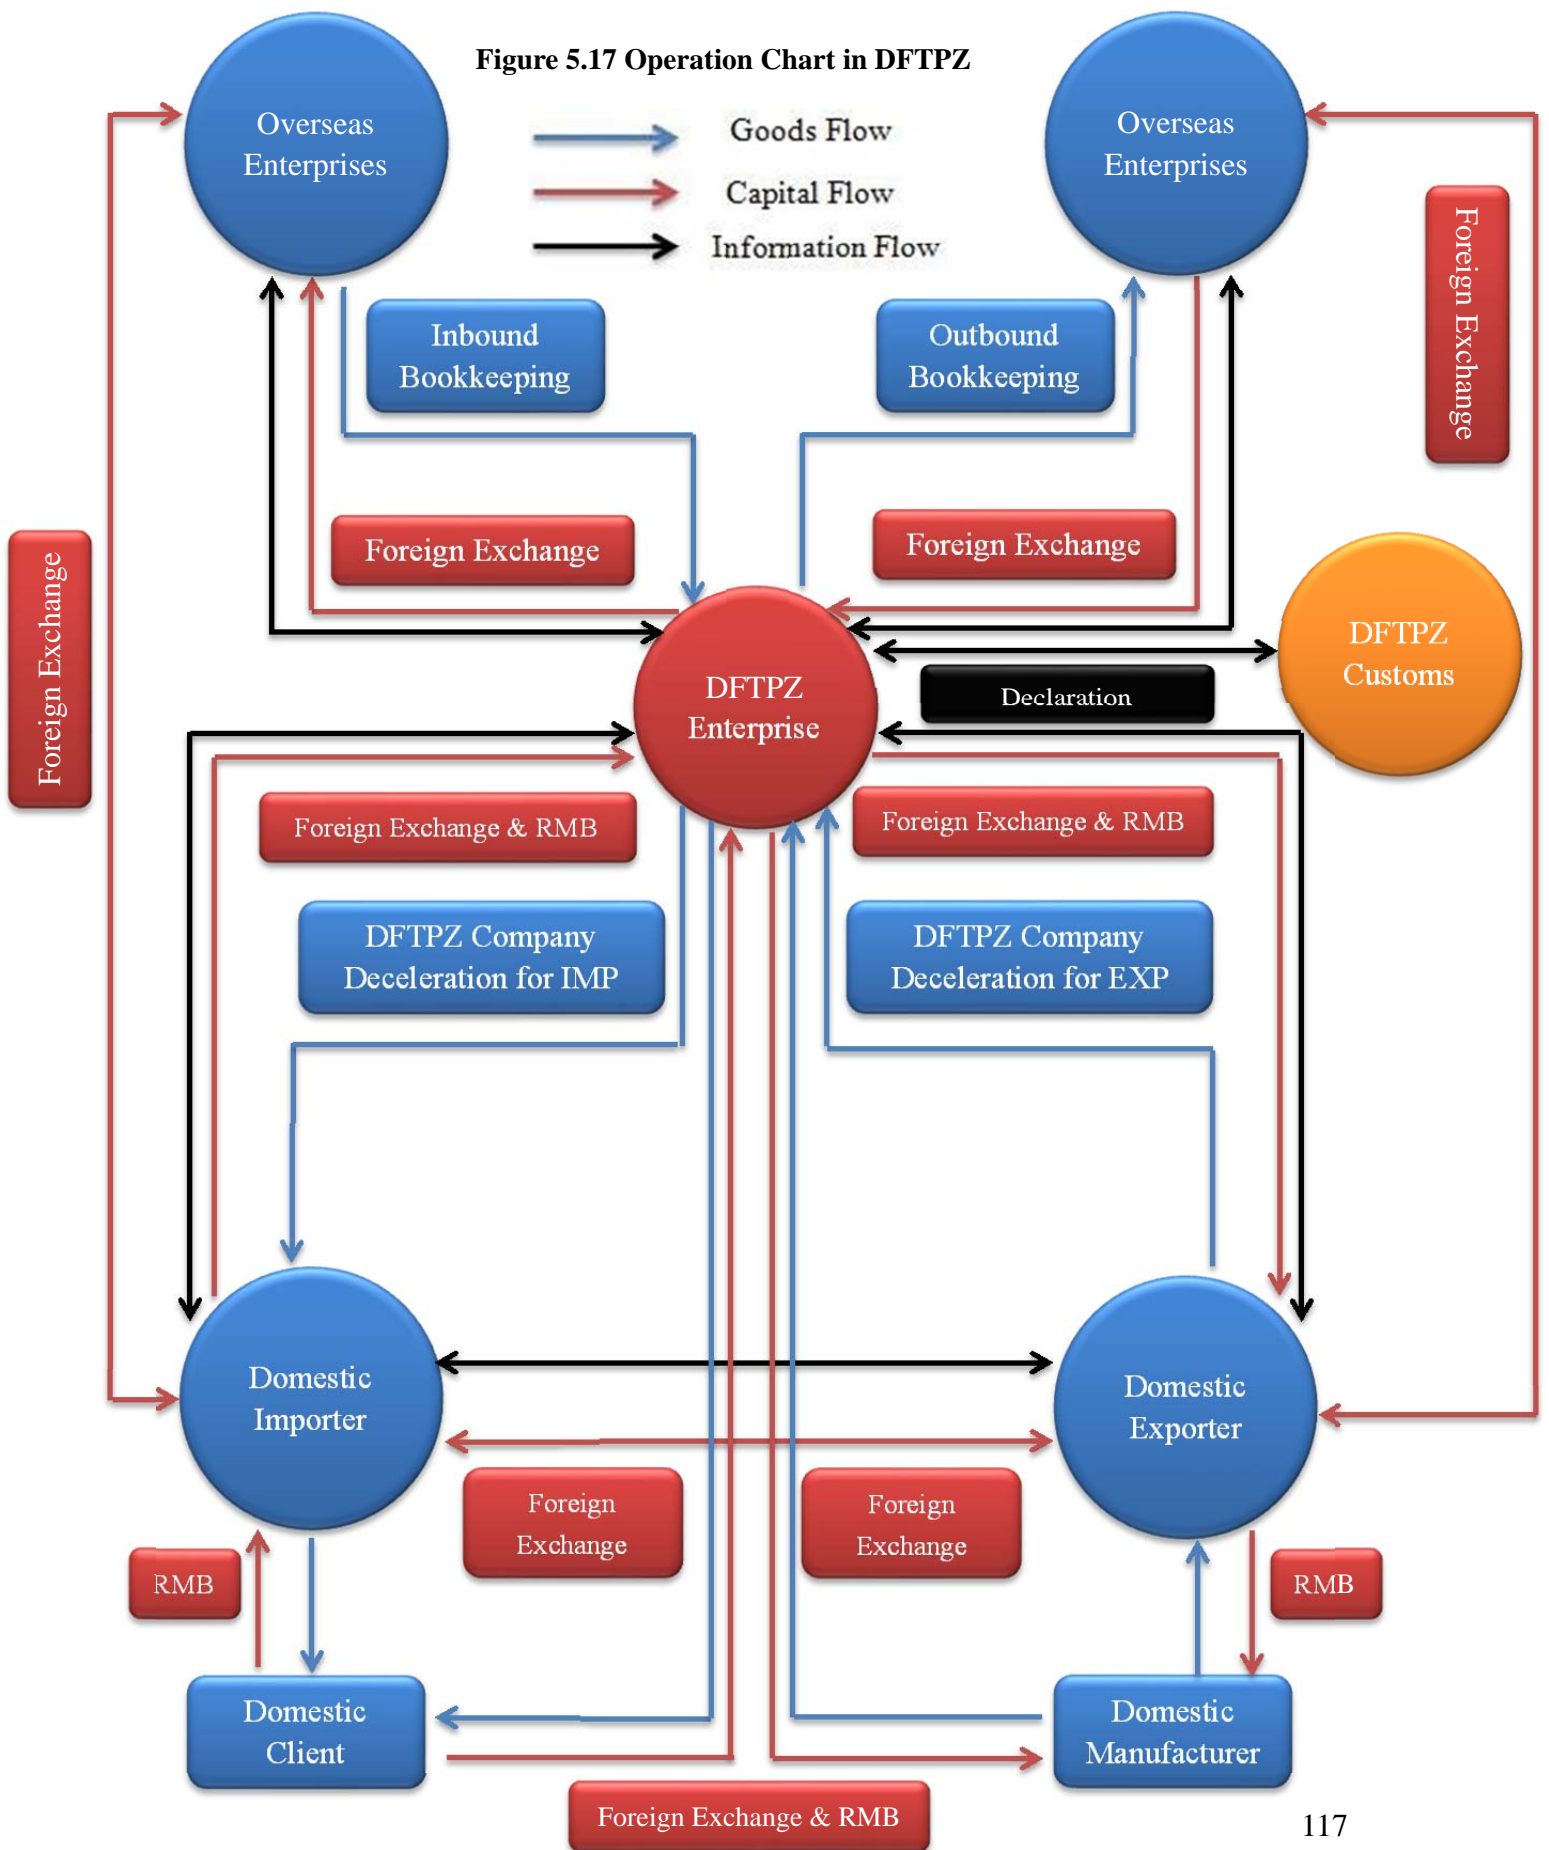 Figure 5.17 Operation Chart in DFTPZ
Overseas
Enterprises
Goods Flow
Capital Flow
Information Flow
Overseas
Enterprises
Foreign Exchange
Inbound
Bookkeeping
Outbound
Bookkeeping
Foreign Exchange
Foreign Exchange
Foreign Exchange
DFTPZ
Customs
DFTPZ
Enterprise
Declaration
Foreign Exchange & RMB
Foreign Exchange & RMB
DFTPZ Company
Deceleration for IMP
DFTPZ Company
Deceleration for EXP
Domestic
Importer
Domestic
Exporter
Foreign
Exchange
Foreign
Exchange
RMB
RMB
Domestic
Client
Domestic
Manufacturer
Foreign Exchange & RMB
117